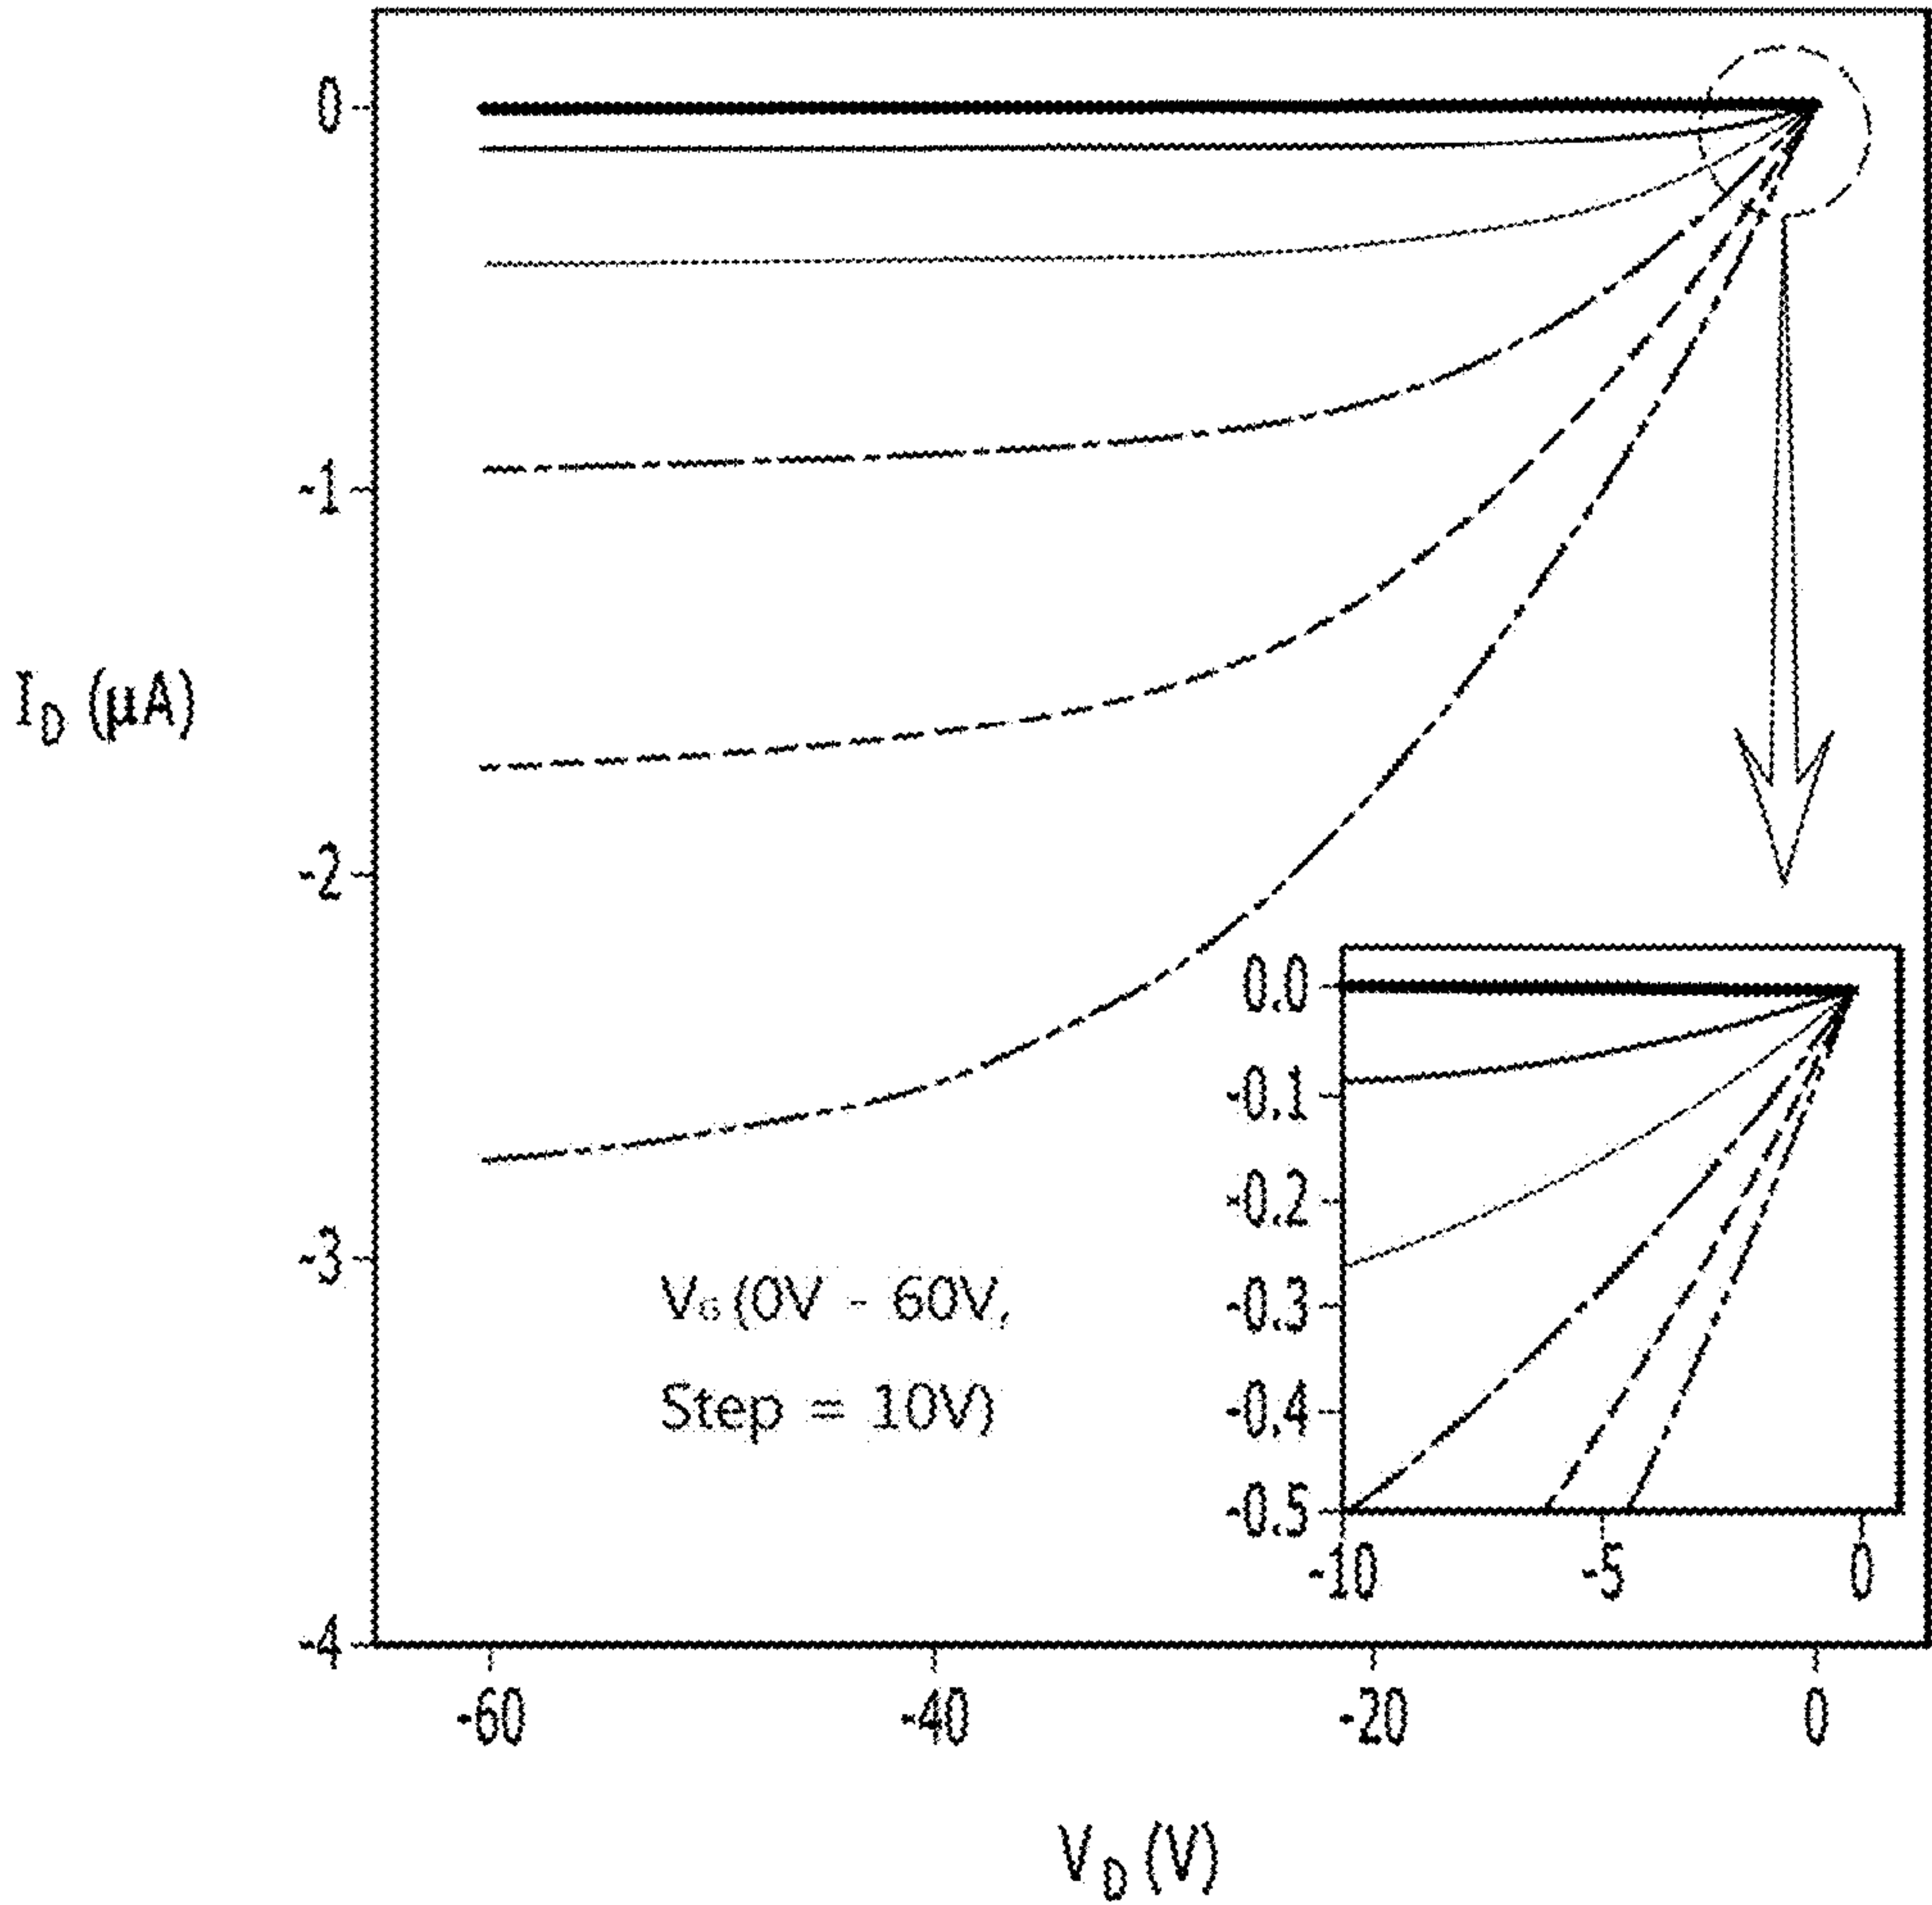 0
-1
-2
-3
-4
I_D (μA)
V_G (0V - 60V,
Step = 10V)
0.0
-0.1
-0.2
-0.3
-0.4
-0.5
-10 -5 0
-60 -40 -20 0
V_D (V)